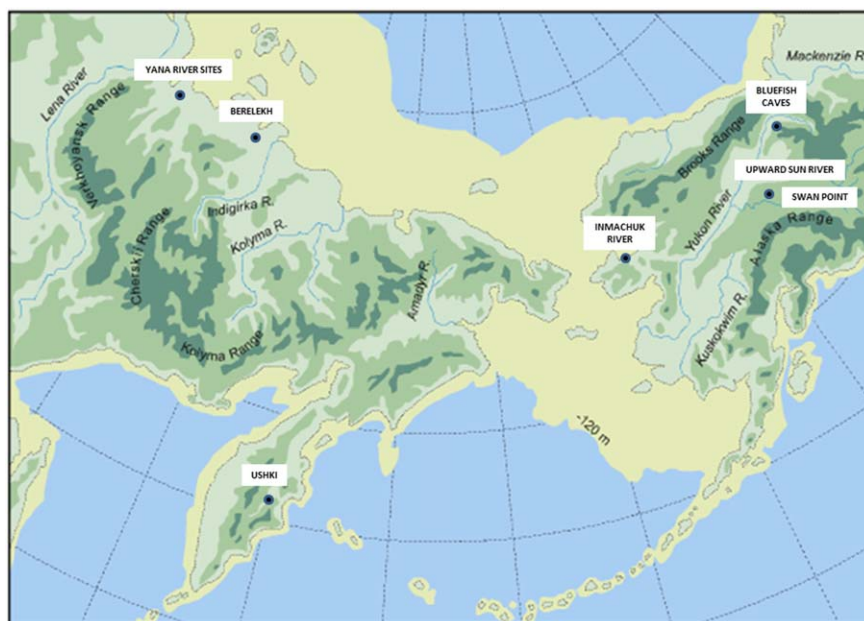 Mackenzie R.
YANA RIVER SITES
Lena River
BLUEFISH
CAVES
Verkhoyansk Range
BERELEKH
Brooks Range
UPWARD SUN RIVER
SWAN POINT
Indigirka R.
Yukon River
Alaska Range
INMACHUK
RIVER
Kolyma R.
Cherskij Range
Anadyr R.
Kuskokwim R.
Kolyma Range
-120 m
USHKI